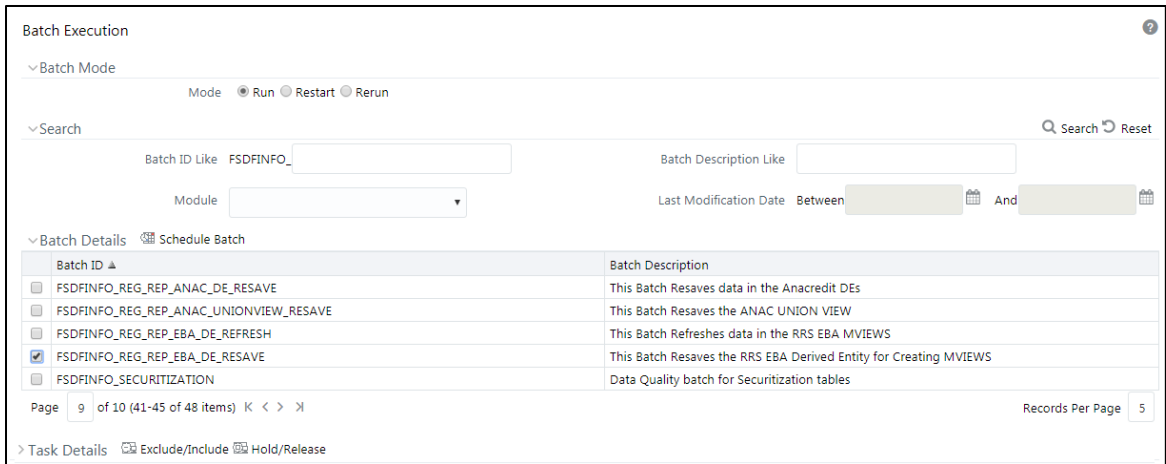 Batch Execution
Batch Mode
Mode Run Restart Rerun
Search Search Reset
Batch ID Like FSDFINFO_ Batch Description Like
Module Last Modification Date Between And
Batch Details Schedule Batch
Batch ID Batch Description
FSDFINFO_REG_REP_ANAC_DE_RESAVE This Batch Resaves data in the Anacredit DEs
FSDFINFO_REG_REP_ANAC_UNIONVIEW_RESAVE This Batch Resaves the ANAC UNION VIEW
FSDFINFO_REG_REP_EBA_DE_REFRESH This Batch Refreshes data in the RRS EBA MVIEWS
FSDFINFO_REG_REP_EBA_DE_RESAVE This Batch Resaves the RRS EBA Derived Entity for Creating MVIEWS
FSDFINFO_SECURITIZATION Data Quality batch for Securitization tables
Page 9 of 10 (41-45 of 48 items) Records Per Page 5
Task Details Exclude/Include Hold/Release